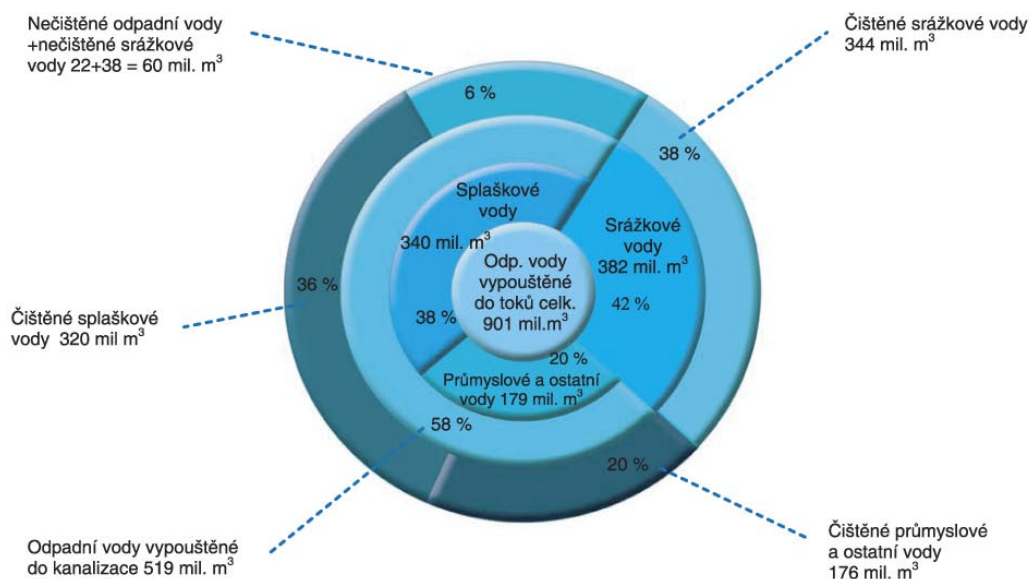 Nečištěné odpadní vody
+nečištěné srážkové
vody 22+38 = 60 mil. m³
Čištěné srážkové vody
344 mil. m³
6 %
38 %
Splaškové
vody
340 mil. m³
38 %
Srážkové
vody
382 mil. m³
42 %
Odp. vody
vypouštěné
do toků celk.
901 mil.m³
36 %
Čištěné splaškové
vody 320 mil m³
20 %
Průmyslové a ostatní
vody 179 mil. m³
58 %
20 %
Odpadní vody vypouštěné
do kanalizace 519 mil. m³
Čištěné průmyslové
a ostatní vody
176 mil. m³